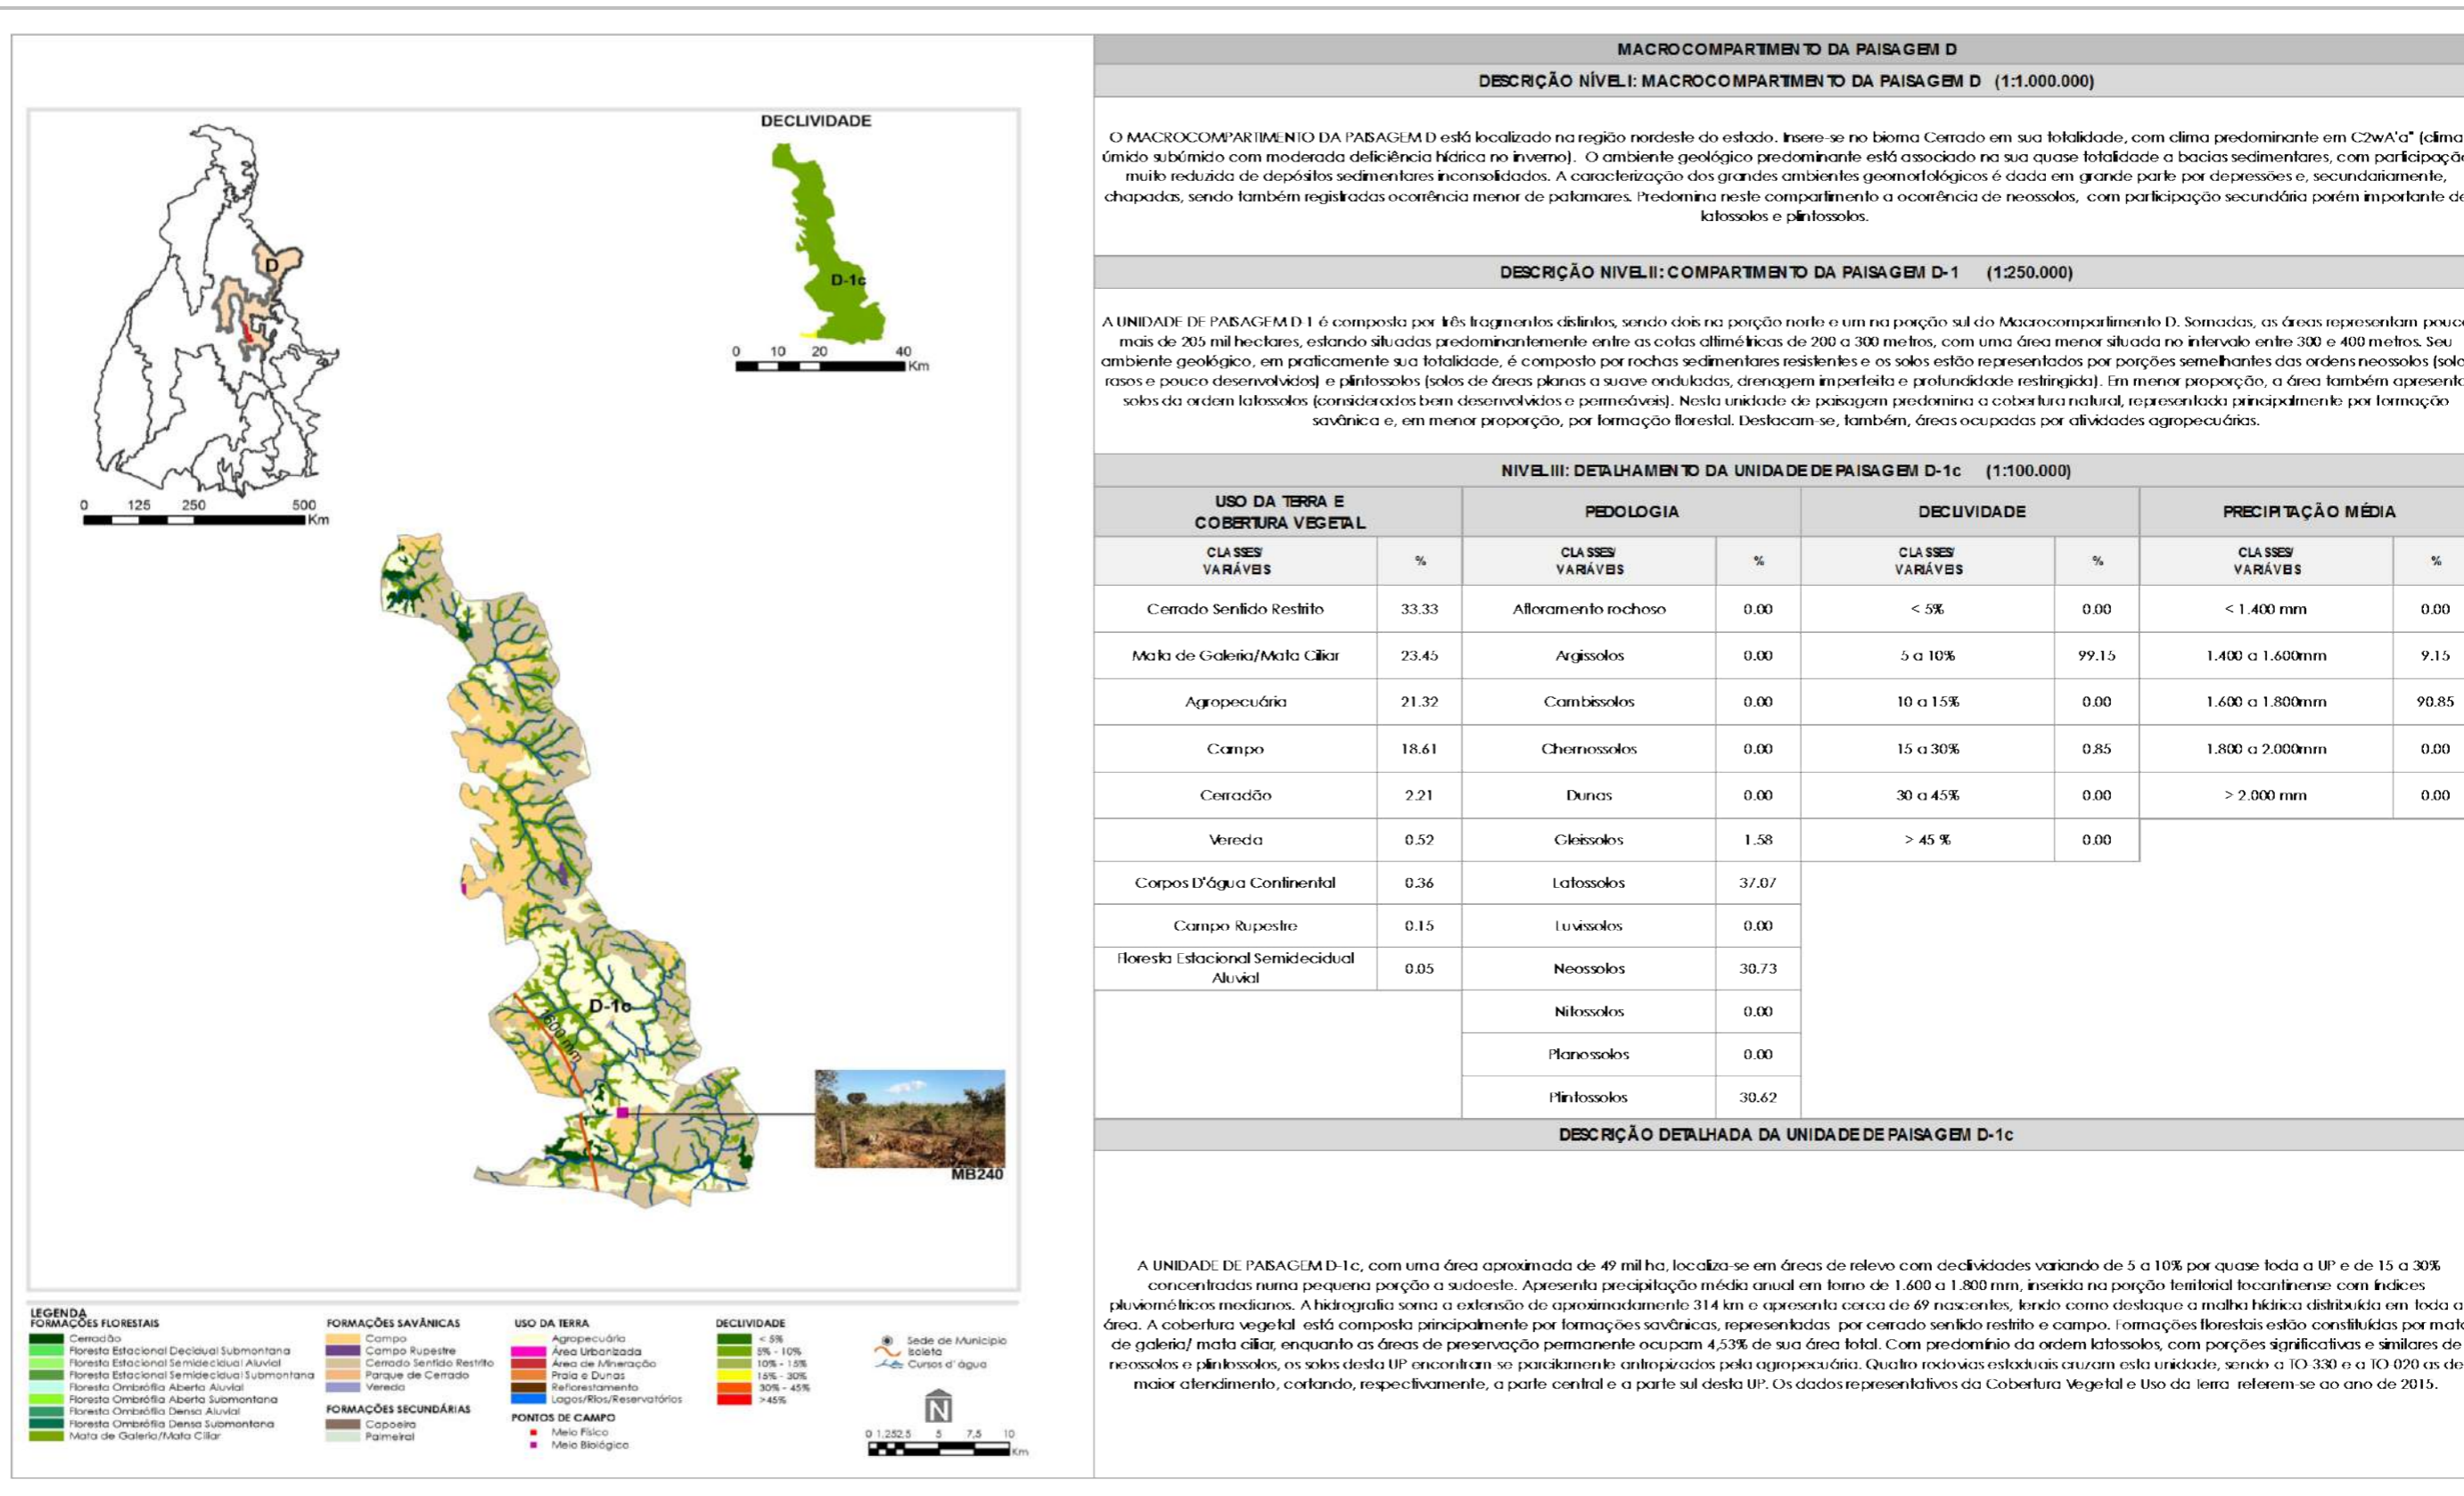 DECLIVIDADE
D
D-1c
0 10 20 40
Km
0 125 250 500
Km
D-1c
1600 mm
MB240
LEGENDA
FORMAÇÕES FLORESTAIS
Cerradão
Floresta Estacional Decidual Submontana
Floresta Estacional Semidecidual Aluvial
Floresta Estacional Semidecidual Submontana
Floresta Ombrófila Aberta Aluvial
Floresta Ombrófila Aberta Submontana
Floresta Ombrófila Densa Aluvial
Floresta Ombrófila Densa Submontana
Mata de Galeria/Mata Ciliar
FORMAÇÕES SAVÂNICAS
Campo
Campo Rupestre
Cerrado Sentido Restrito
Parque de Cerrado
Vereda
FORMAÇÕES SECUNDÁRIAS
Capoeira
Palmeiral
USO DA TERRA
Agropecuária
Área Urbanizada
Área de Mineração
Praia e Dunas
Reflorestamento
Lagos/Rios/Reservatórios
PONTOS DE CAMPO
Meio Físico
Meio Biológico
DECLIVIDADE
< 5%
5% - 10%
10% - 15%
15% - 30%
30% - 45%
>45%
Sede de Município
Isoieta
Cursos d' água
N
0 1,252,5 5 7,5 10
Km
MACROCOMPARTIMENTO DA PAISAGEM D
DESCRIÇÃO NÍVEL I: MACROCOMPARTIMENTO DA PAISAGEM D (1:1.000.000)
O MACROCOMPARTIMENTO DA PAISAGEM D está localizado na região nordeste do estado. Insere-se no bioma Cerrado em sua totalidade, com clima predominante em C2wA'a" (clima
úmido subúmido com moderada deficiência hídrica no inverno). O ambiente geológico predominante está associado na sua quase totalidade a bacias sedimentares, com participação
muito reduzida de depósitos sedimentares inconsolidados. A caracterização dos grandes ambientes geomorfológicos é dada em grande parte por depressões e, secundariamente,
chapadas, sendo também registradas ocorrência menor de patamares. Predomina neste compartimento a ocorrência de neossolos, com participação secundária porém importante de
latossolos e plintossolos.
DESCRIÇÃO NIVEL II: COMPARTIMENTO DA PAISAGEM D-1 (1:250.000)
A UNIDADE DE PAISAGEM D-1 é composta por três fragmentos distintos, sendo dois na porção norte e um na porção sul do Macrocompartimento D. Somadas, as áreas representam pouco
mais de 205 mil hectares, estando situadas predominantemente entre as cotas altimétricas de 200 a 300 metros, com uma área menor situada no intervalo entre 300 e 400 metros. Seu
ambiente geológico, em praticamente sua totalidade, é composto por rochas sedimentares resistentes e os solos estão representados por porções semelhantes das ordens neossolos (solos
rasos e pouco desenvolvidos) e plintossolos (solos de áreas planas a suave onduladas, drenagem imperfeita e profundidade restringida). Em menor proporção, a área também apresenta
solos da ordem latossolos (considerados bem desenvolvidos e permeáveis). Nesta unidade de paisagem predomina a cobertura natural, representada principalmente por formação
savânica e, em menor proporção, por formação florestal. Destacam-se, também, áreas ocupadas por atividades agropecuárias.
NIVEL III: DETALHAMENTO DA UNIDADE DE PAISAGEM D-1c (1:100.000)
USO DA TERRA E
COBERTURA VEGETAL
PEDOLOGIA
DECLIVIDADE
PRECIPITAÇÃO MÉDIA
CLASSES/
VARIÁVEIS
%
CLASSES/
VARIÁVEIS
%
CLASSES/
VARIÁVEIS
%
CLASSES/
VARIÁVEIS
%
Cerrado Sentido Restrito 33.33 Afloramento rochoso 0.00 < 5% 0.00 < 1.400 mm 0.00
Mata de Galeria/Mata Ciliar 23.45 Argissolos 0.00 5 a 10% 99.15 1.400 a 1.600mm 9.15
Agropecuária 21.32 Cambissolos 0.00 10 a 15% 0.00 1.600 a 1.800mm 90.85
Campo 18.61 Chernossolos 0.00 15 a 30% 0.85 1.800 a 2.000mm 0.00
Cerradão 2.21 Dunas 0.00 30 a 45% 0.00 > 2.000 mm 0.00
Vereda 0.52 Gleissolos 1.58 > 45 % 0.00
Corpos D'água Continental 0.36 Latossolos 37.07
Campo Rupestre 0.15 Luvissolos 0.00
Floresta Estacional Semidecidual
Aluvial
0.05 Neossolos 30.73
Nitossolos 0.00
Planossolos 0.00
Plintossolos 30.62
DESCRIÇÃO DETALHADA DA UNIDADE DE PAISAGEM D-1c
A UNIDADE DE PAISAGEM D-1c, com uma área aproximada de 49 mil ha, localiza-se em áreas de relevo com declividades variando de 5 a 10% por quase toda a UP e de 15 a 30%
concentradas numa pequena porção a sudoeste. Apresenta precipitação média anual em torno de 1.600 a 1.800 mm, inserida na porção territorial tocantinense com índices
pluviométricos medianos. A hidrografia soma a extensão de aproximadamente 314 km e apresenta cerca de 69 nascentes, tendo como destaque a malha hídrica distribuída em toda a
área. A cobertura vegetal está composta principalmente por formações savânicas, representadas por cerrado sentido restrito e campo. Formações florestais estão constituídas por mata
de galeria/ mata ciliar, enquanto as áreas de preservação permanente ocupam 4,53% de sua área total. Com predomínio da ordem latossolos, com porções significativas e similares de
neossolos e plintossolos, os solos desta UP encontram-se parcialmente antropizados pela agropecuária. Quatro rodovias estaduais cruzam esta unidade, sendo a TO-330 e a TO-020 as de
maior atendimento, cortando, respectivamente, a parte central e a parte sul desta UP. Os dados representativos da Cobertura Vegetal e Uso da Terra referem-se ao ano de 2015.